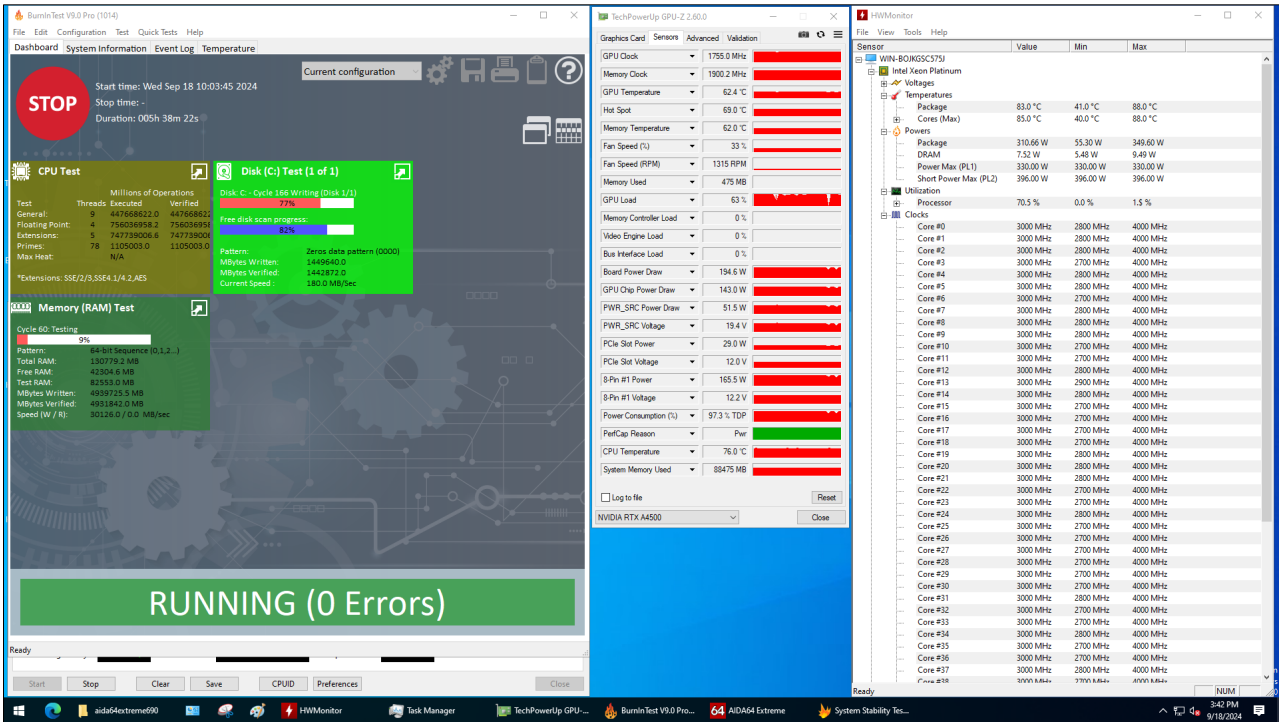 BurnInTest V9.0 Pro (1014)
File Edit Configuration Test Quick Tests Help
Dashboard System Information Event Log Temperature
Current configuration
STOP
Start time: Wed Sep 18 10:03:45 2024
Stop time: -
Duration: 005h 38m 22s
CPU Test
Millions of Operations
Test Threads Executed Verified
General: 9 447668622.0 447668622
Floating Point: 4 756036958.2 756036958
Extensions: 5 747739006.6 747739006
Primes: 78 1105003.0 1105003.0
Max Heat: N/A
*Extensions: SSE/2/3,SSE4.1/4.2,AES
Disk (C:) Test (1 of 1)
Disk: C: - Cycle 166 Writing (Disk 1/1)
77%
Free disk scan progress:
82%
Pattern: Zeros data pattern (0000)
MBytes Written: 1449640.0
MBytes Verified: 1442872.0
Current Speed : 180.0 MB/Sec
Memory (RAM) Test
Cycle 60: Testing
9%
Pattern: 64-bit Sequence (0,1,2...)
Total RAM: 130779.2 MB
Free RAM: 42304.6 MB
Test RAM: 82553.0 MB
MBytes Written: 4939725.5 MB
MBytes Verified: 4931842.0 MB
Speed (W / R): 30126.0 / 0.0 MB/sec
RUNNING (0 Errors)
Ready
Start Stop Clear Save CPUID Preferences Close
TechPowerUp GPU-Z 2.60.0
Graphics Card Sensors Advanced Validation
GPU Clock 1755.0 MHz
Memory Clock 1900.2 MHz
GPU Temperature 62.4 °C
Hot Spot 69.0 °C
Memory Temperature 62.0 °C
Fan Speed (%) 33 %
Fan Speed (RPM) 1315 RPM
Memory Used 475 MB
GPU Load 63 %
Memory Controller Load 0 %
Video Engine Load 0 %
Bus Interface Load 0 %
Board Power Draw 194.6 W
GPU Chip Power Draw 143.0 W
PWR_SRC Power Draw 51.5 W
PWR_SRC Voltage 19.4 V
PCIe Slot Power 29.0 W
PCIe Slot Voltage 12.0 V
8-Pin #1 Power 165.5 W
8-Pin #1 Voltage 12.2 V
Power Consumption (%) 97.3 % TDP
PerfCap Reason Pwr
CPU Temperature 76.0 °C
System Memory Used 88475 MB
Log to file Reset
NVIDIA RTX A4500 Close
HWMonitor
File View Tools Help
Sensor Value Min Max
WIN-BOJKGSC575J
Intel Xeon Platinum
Voltages
Temperatures
Package 83.0 °C 41.0 °C 88.0 °C
Cores (Max) 85.0 °C 40.0 °C 88.0 °C
Powers
Package 310.66 W 55.30 W 349.60 W
DRAM 7.52 W 5.48 W 9.49 W
Power Max (PL1) 330.00 W 330.00 W 330.00 W
Short Power Max (PL2) 396.00 W 396.00 W 396.00 W
Utilization
Processor 70.5 % 0.0 % 1.$ %
Clocks
Core #0 3000 MHz 2800 MHz 4000 MHz
Core #1 3000 MHz 2800 MHz 4000 MHz
Core #2 3000 MHz 2800 MHz 4000 MHz
Core #3 3000 MHz 2700 MHz 4000 MHz
Core #4 3000 MHz 2800 MHz 4000 MHz
Core #5 3000 MHz 2800 MHz 4000 MHz
Core #6 3000 MHz 2700 MHz 4000 MHz
Core #7 3000 MHz 2800 MHz 4000 MHz
Core #8 3000 MHz 2800 MHz 4000 MHz
Core #9 3000 MHz 2800 MHz 4000 MHz
Core #10 3000 MHz 2700 MHz 4000 MHz
Core #11 3000 MHz 2700 MHz 4000 MHz
Core #12 3000 MHz 2800 MHz 4000 MHz
Core #13 3000 MHz 2900 MHz 4000 MHz
Core #14 3000 MHz 2800 MHz 4000 MHz
Core #15 3000 MHz 2700 MHz 4000 MHz
Core #16 3000 MHz 2700 MHz 4000 MHz
Core #17 3000 MHz 2700 MHz 4000 MHz
Core #18 3000 MHz 2700 MHz 4000 MHz
Core #19 3000 MHz 2800 MHz 4000 MHz
Core #20 3000 MHz 2800 MHz 4000 MHz
Core #21 3000 MHz 2800 MHz 4000 MHz
Core #22 3000 MHz 2700 MHz 4000 MHz
Core #23 3000 MHz 2700 MHz 4000 MHz
Core #24 3000 MHz 2800 MHz 4000 MHz
Core #25 3000 MHz 2700 MHz 4000 MHz
Core #26 3000 MHz 2700 MHz 4000 MHz
Core #27 3000 MHz 2700 MHz 4000 MHz
Core #28 3000 MHz 2700 MHz 4000 MHz
Core #29 3000 MHz 2700 MHz 4000 MHz
Core #30 3000 MHz 2700 MHz 4000 MHz
Core #31 3000 MHz 2800 MHz 4000 MHz
Core #32 3000 MHz 2700 MHz 4000 MHz
Core #33 3000 MHz 2700 MHz 4000 MHz
Core #34 3000 MHz 2800 MHz 4000 MHz
Core #35 3000 MHz 2700 MHz 4000 MHz
Core #36 3000 MHz 2700 MHz 4000 MHz
Core #37 3000 MHz 2800 MHz 4000 MHz
Core #38 3000 MHz 2700 MHz 4000 MHz
Ready NUM
aida64extreme690 HWMonitor Task Manager TechPowerUp GPU-... BurnInTest V9.0 Pro... 64 AIDA64 Extreme System Stability Tes...
3:42 PM
9/18/2024